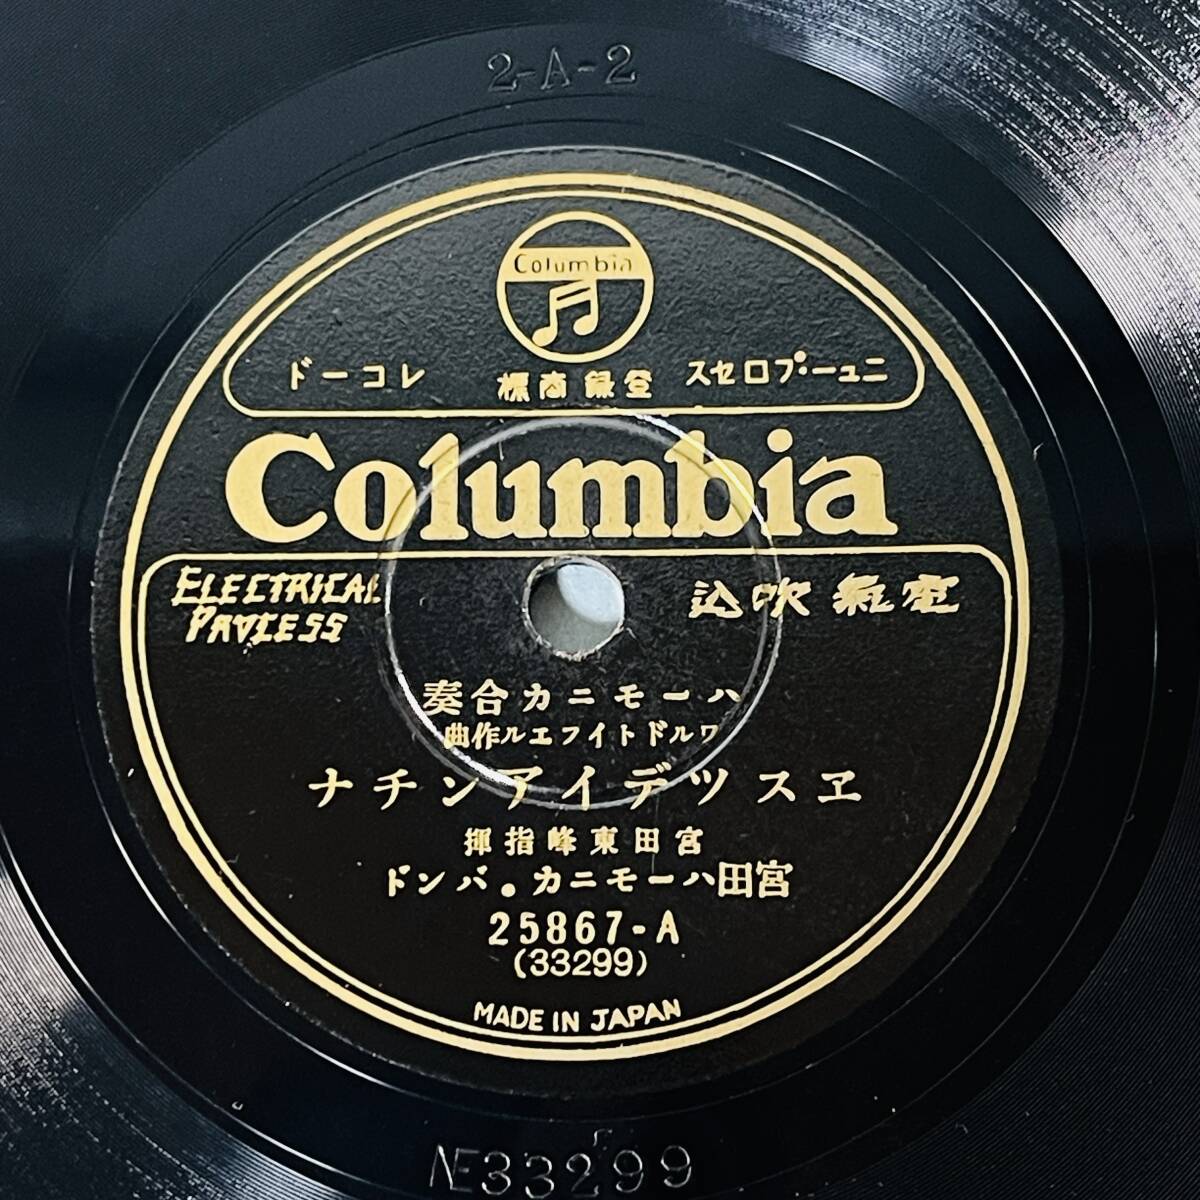 2-A-2
Columbia
ニュー・プロセス 登録商標 レコード
Columbia
ELECTRICAL
PROCESS
電氣吹込
ハーモニカ合奏
ワルドトイフエル作曲
ヱスツデイアンチナ
宮田東峰指揮
宮田ハーモニカ・バンド
25867-A
(33299)
MADE IN JAPAN
NE33299